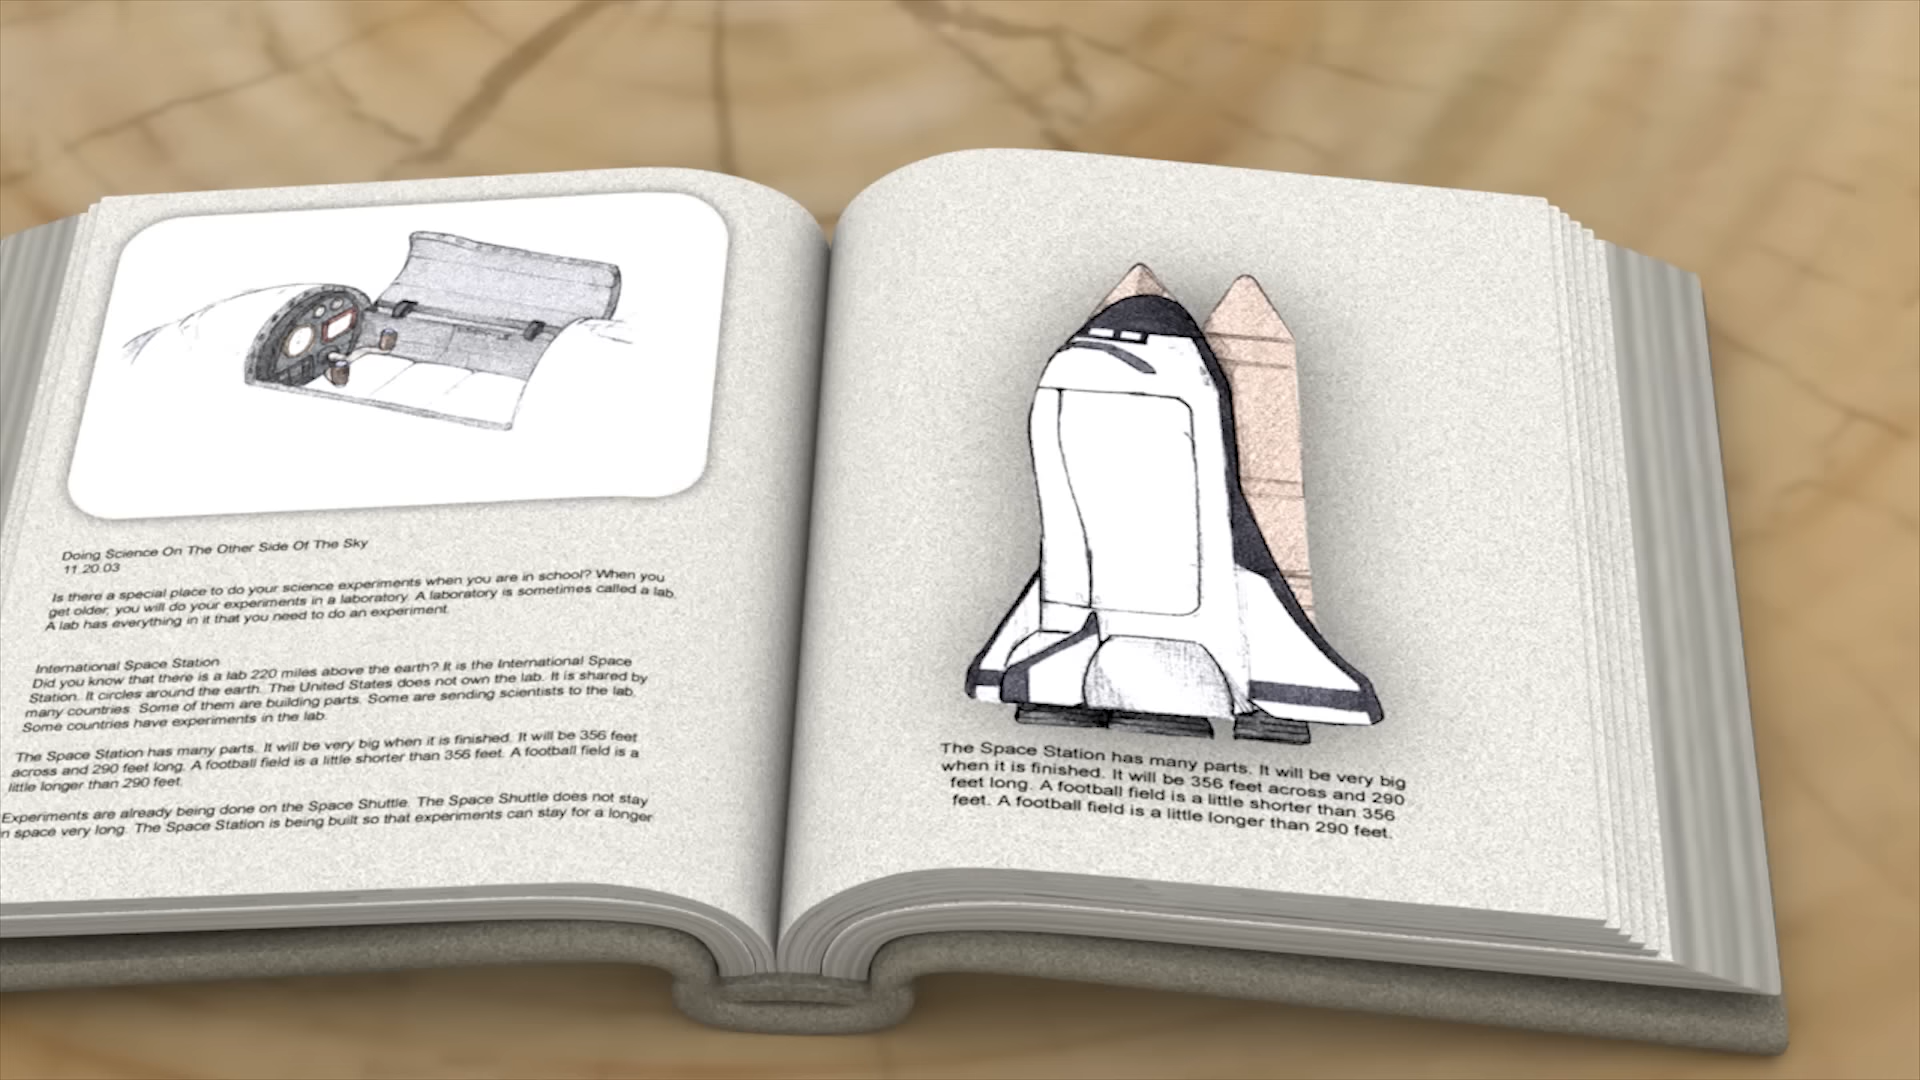 Doing Science On The Other Side Of The Sky
11.20.03
Is there a special place to do your science experiments when you are in school? When you
get older, you will do your experiments in a laboratory. A laboratory is sometimes called a lab.
A lab has everything in it that you need to do an experiment.
International Space Station
Did you know that there is a lab 220 miles above the earth? It is the International Space
Station. It circles around the earth. The United States does not own the lab. It is shared by
many countries. Some of them are building parts. Some are sending scientists to the lab.
Some countries have experiments in the lab.
The Space Station has many parts. It will be very big when it is finished. It will be 356 feet
across and 290 feet long. A football field is a little shorter than 356 feet. A football field is a
little longer than 290 feet.
Experiments are already being done on the Space Shuttle. The Space Shuttle does not stay
n space very long. The Space Station is being built so that experiments can stay for a longer
The Space Station has many parts. It will be very big
when it is finished. It will be 356 feet across and 290
feet long. A football field is a little shorter than 356
feet. A football field is a little longer than 290 feet.